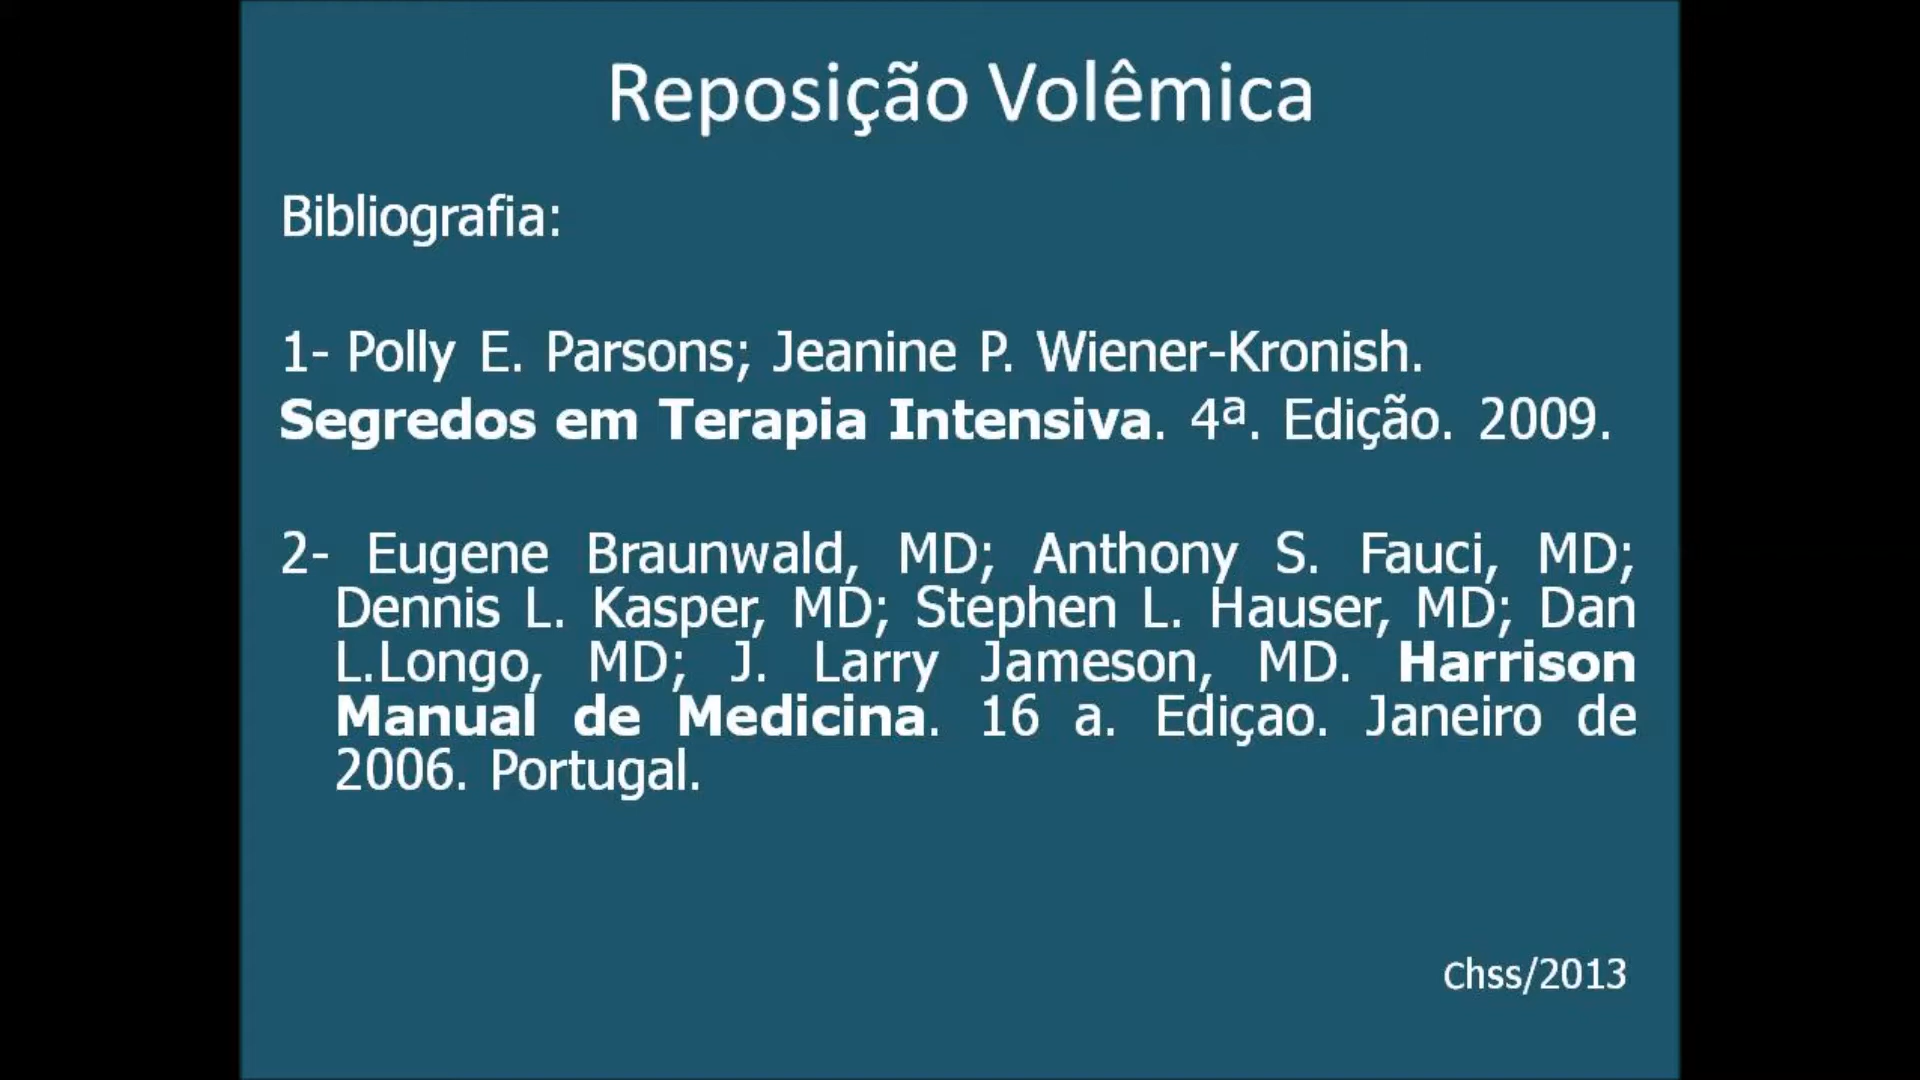 Reposição Volêmica
Bibliografia:
1- Polly E. Parsons; Jeanine P. Wiener-Kronish.
Segredos em Terapia Intensiva. 4ª. Edição. 2009.
2- Eugene Braunwald, MD; Anthony S. Fauci, MD;
Dennis L. Kasper, MD; Stephen L. Hauser, MD; Dan
L.Longo, MD; J. Larry Jameson, MD. Harrison
Manual de Medicina. 16 a. Ediçao. Janeiro de
2006. Portugal.
Chss/2013